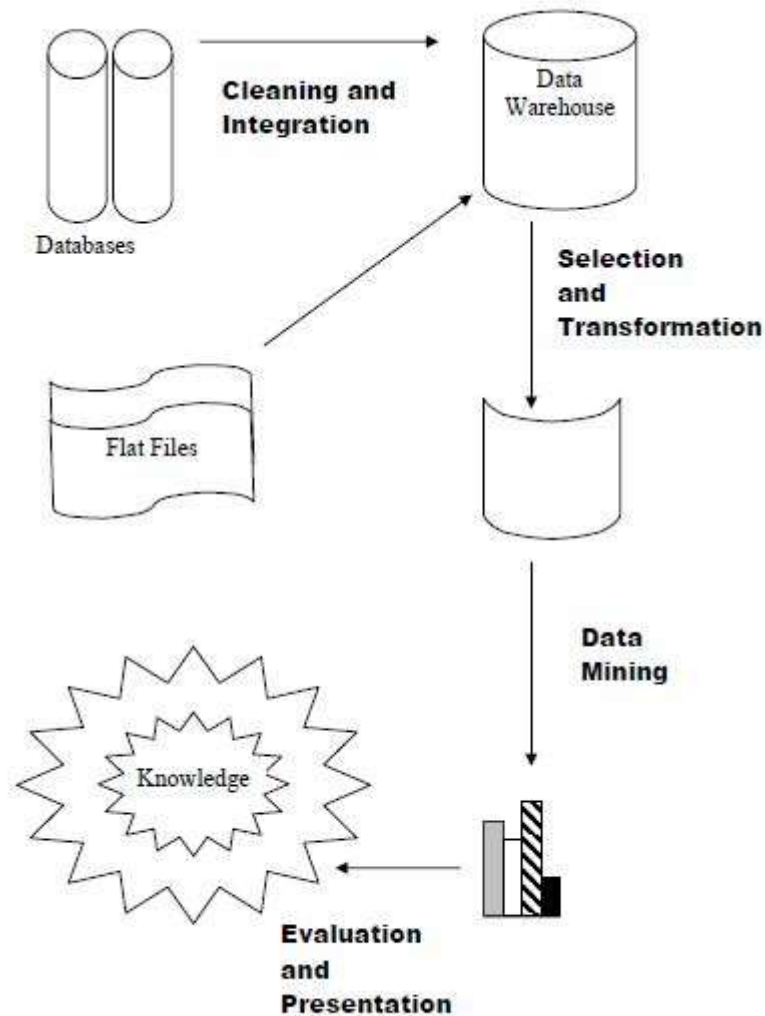 Cleaning and
Integration
Data
Warehouse
Databases
Selection
and
Transformation
Flat Files
Data
Mining
Knowledge
Evaluation
and
Presentation